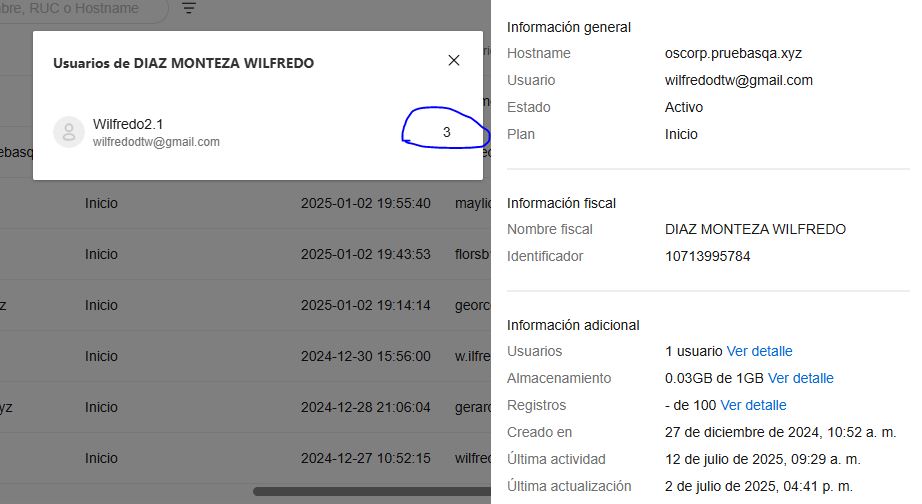 bre, RUC o Hostname
Usuarios de DIAZ MONTEZA WILFREDO
Wilfredo2.1
wilfredodtw@gmail.com
3
ebasq
Inicio 2025-01-02 19:55:40 maylic
Inicio 2025-01-02 19:43:53 florsb
Inicio 2025-01-02 19:14:14 george
z
Inicio 2024-12-30 15:56:00 w.ilfre
yz Inicio 2024-12-28 21:06:04 gerard
Inicio 2024-12-27 10:52:15 wilfred
Información general
Hostname oscorp.pruebasqa.xyz
Usuario wilfredodtw@gmail.com
Estado Activo
Plan Inicio
Información fiscal
Nombre fiscal DIAZ MONTEZA WILFREDO
Identificador 10713995784
Información adicional
Usuarios 1 usuario Ver detalle
Almacenamiento 0.03GB de 1GB Ver detalle
Registros - de 100 Ver detalle
Creado en 27 de diciembre de 2024, 10:52 a. m.
Última actividad 12 de julio de 2025, 09:29 a. m.
Última actualización 2 de julio de 2025, 04:41 p. m.